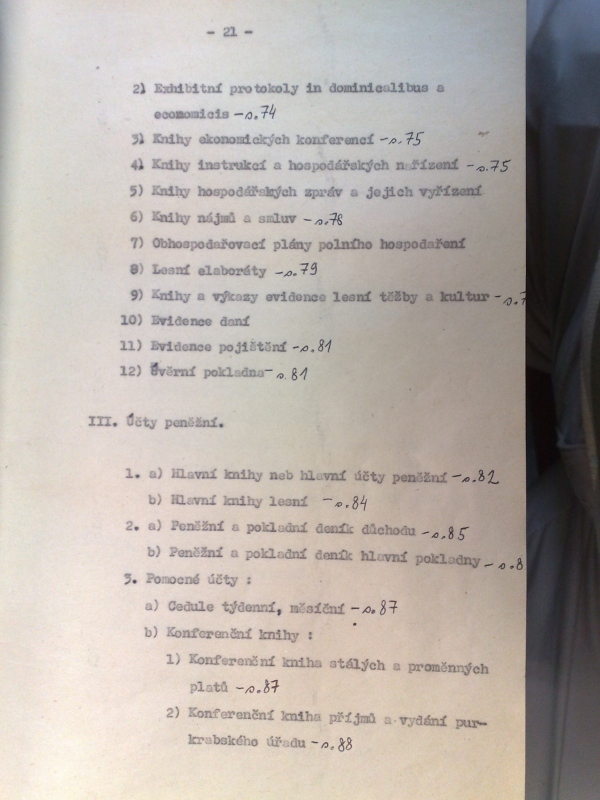 - 21 -
2) Exhibitní protokoly in dominicalibus a
economicis - s. 74
3) Knihy ekonomických konferencí - s. 75
4) Knihy instrukcí a hospodářských nařízení - s. 75
5) Knihy hospodářských zpráv a jejich vyřízení
6) Knihy nájmů a smluv - s. 78
7) Obhospodařovací plány polního hospodaření
8) Lesní elaboráty - s. 79
9) Knihy a výkazy evidence lesní těžby a kultur - s. 7
10) Evidence daní
11) Evidence pojištění - s. 81
12) Úvěrní pokladna - s. 81
III. Účty peněžní.
1. a) Hlavní knihy neb hlavní účty peněžní - s. 82
b) Hlavní knihy lesní - s. 84
2. a) Peněžní a pokladní deník důchodu - s. 85
b) Peněžní a pokladní deník hlavní pokladny - s. 8
3. Pomocné účty :
a) Cedule týdenní, měsíční - s. 87
b) Konferenční knihy :
1) Konferenční kniha stálých a proměnných
platů - s. 87
2) Konferenční kniha příjmů a vydání pur-
krabského úřadu - s. 88